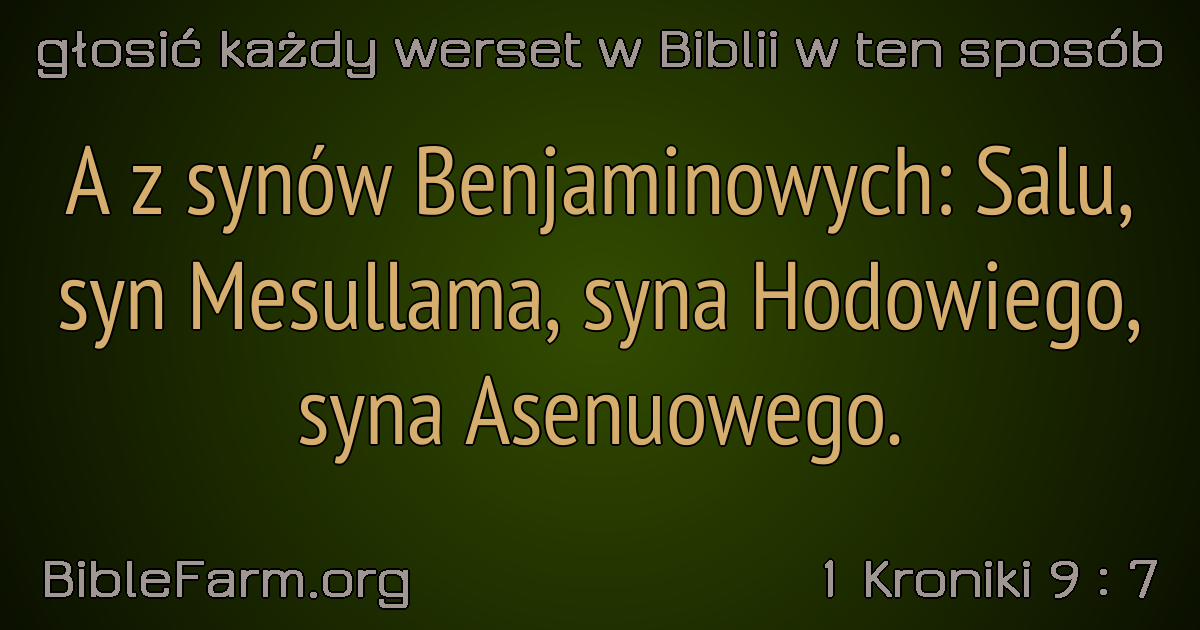 głosić każdy werset w Biblii w ten sposób
A z synów Benjaminowych: Salu,
syn Mesullama, syna Hodowiego,
syna Asenuowego.
BibleFarm.org
1 Kroniki 9 : 7